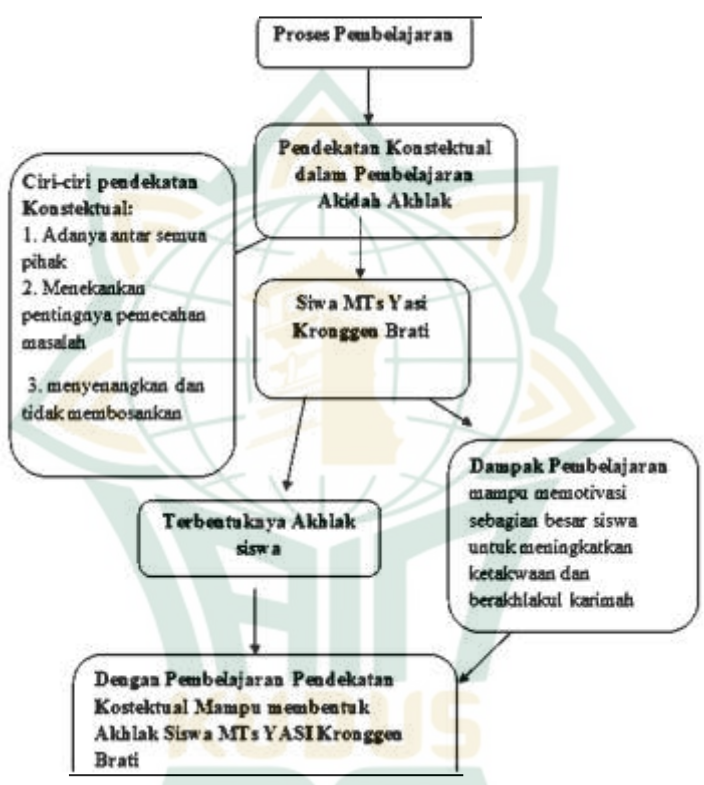 Proses Pembelajaran
Pendekatan Konstektual
dalam Pembelajaran
Akidah Akhlak
Ciri-ciri pendekatan
Konstektual:
1. Adanya antar semua
pihak
2. Menekankan
pentingnya pemecahan
masalah
3. menyenangkan dan
tidak membosankan
Siwa MTs Yasi
Kronggen Brati
Terbentuknya Akhlak
siswa
Dampak Pembelajaran
mampu memotivasi
sebagian besar siswa
untuk meningkatkan
ketakwaan dan
berakhlakul karimah
Dengan Pembelajaran Pendekatan
Kostektual Mampu membentuk
Akhlak Siswa MTs YASI Kronggen
Brati
KUDUS